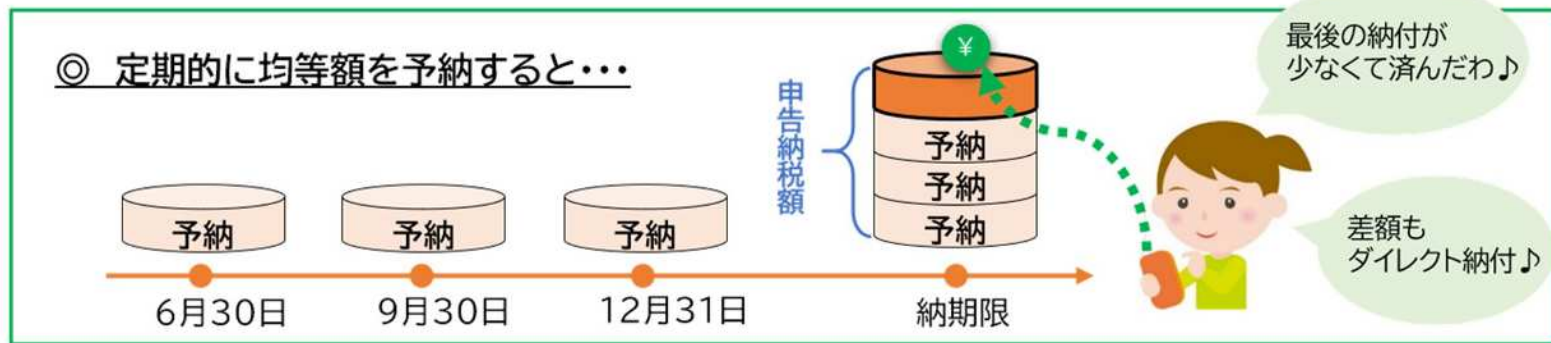 ◎ 定期的に均等額を予納すると・・・
申告納税額
¥
予納
予納
予納
予納
予納
予納
6月30日
9月30日
12月31日
納期限
最後の納付が
少なくて済んだわ♪
差額も
ダイレクト納付♪